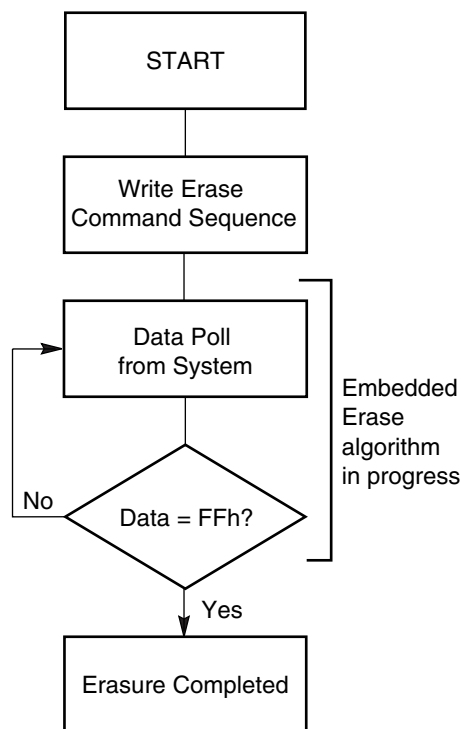 START
Write Erase
Command Sequence
Data Poll
from System
Embedded
Erase
algorithm
in progress
No
Data = FFh?
Yes
Erasure Completed